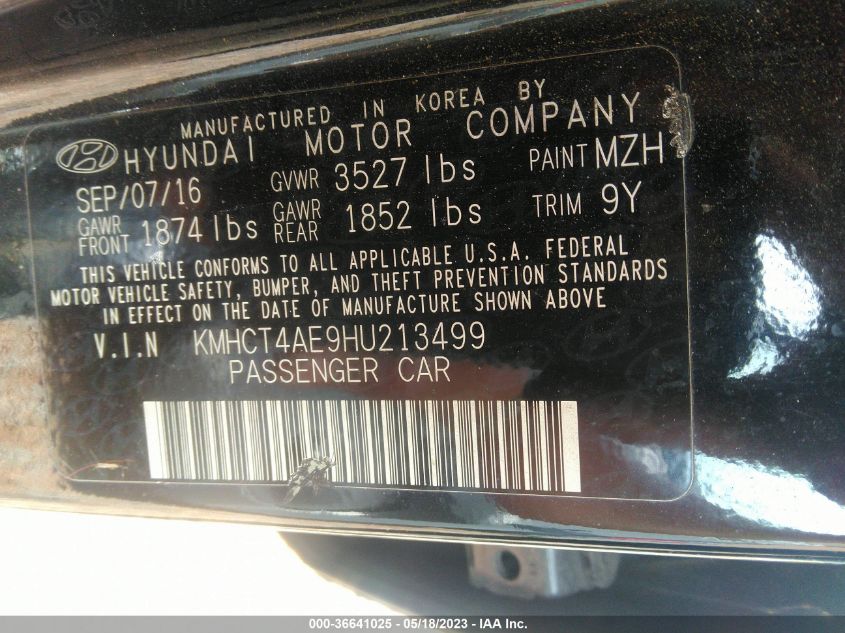 MANUFACTURED IN KOREA BY
HYUNDAI MOTOR COMPANY
SEP/07/16 GVWR 3527 lbs PAINT MZH
GAWR FRONT 1874 lbs GAWR REAR 1852 lbs TRIM 9Y
THIS VEHICLE CONFORMS TO ALL APPLICABLE U.S.A. FEDERAL
MOTOR VEHICLE SAFETY, BUMPER, AND THEFT PREVENTION STANDARDS
IN EFFECT ON THE DATE OF MANUFACTURE SHOWN ABOVE
V.I.N KMHCT4AE9HU213499
PASSENGER CAR
000-36641025 - 05/18/2023 - IAA Inc.